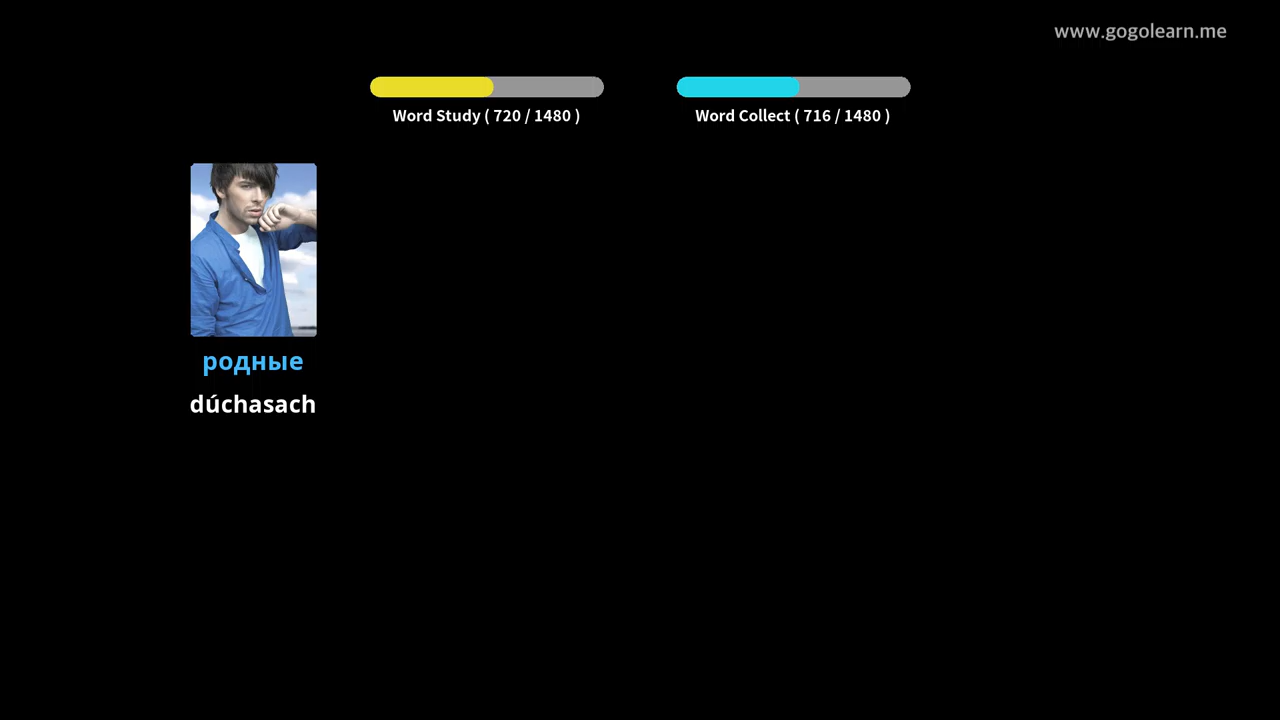 www.gogolearn.me
Word Study ( 720 / 1480 )
Word Collect ( 716 / 1480 )
родные
dúchasach